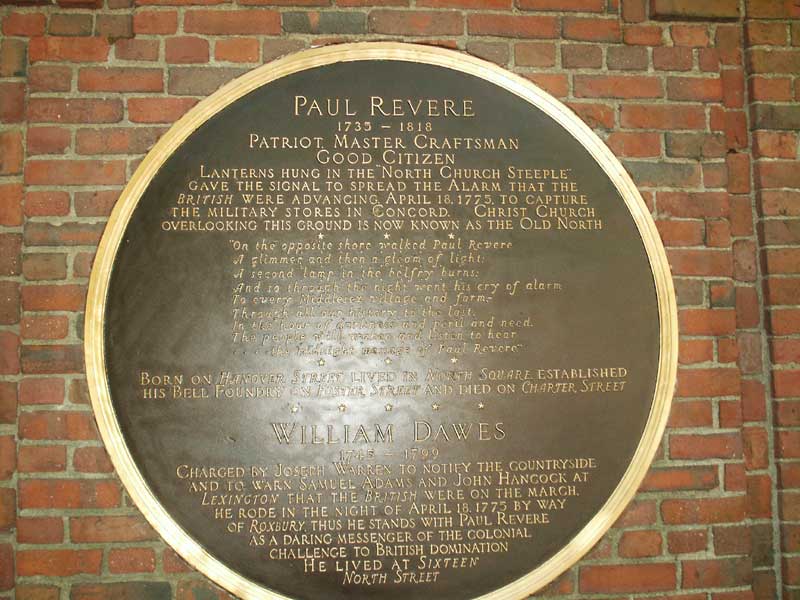 PAUL REVERE
1735 – 1818
PATRIOT MASTER CRAFTSMAN
GOOD CITIZEN
LANTERNS HUNG IN THE "NORTH CHURCH STEEPLE"
GAVE THE SIGNAL TO SPREAD THE ALARM THAT THE
BRITISH WERE ADVANCING, APRIL 18, 1775, TO CAPTURE
THE MILITARY STORES IN CONCORD. CHRIST CHURCH
OVERLOOKING THIS GROUND IS NOW KNOWN AS THE OLD NORTH
"On the opposite shore walked Paul Revere
A glimmer and then a gleam of light;
A second lamp in the belfry burns;
And so through the night went his cry of alarm
To every Middlesex village and farm–
Through all our history to the last.
In the hour of darkness and peril and need.
The people will waken and listen to hear
. . . the midnight message of Paul Revere"
BORN ON HANOVER STREET LIVED IN NORTH SQUARE ESTABLISHED
HIS BELL FOUNDRY ON FOSTER STREET AND DIED ON CHARTER STREET
WILLIAM DAWES
1745 – 1799
CHARGED BY JOSEPH WARREN TO NOTIFY THE COUNTRYSIDE
AND TO WARN SAMUEL ADAMS AND JOHN HANCOCK AT
LEXINGTON THAT THE BRITISH WERE ON THE MARCH.
HE RODE IN THE NIGHT OF APRIL 18, 1775 BY WAY
OF ROXBURY, THUS HE STANDS WITH PAUL REVERE
AS A DARING MESSENGER OF THE COLONIAL
CHALLENGE TO BRITISH DOMINATION
HE LIVED AT SIXTEEN
NORTH STREET